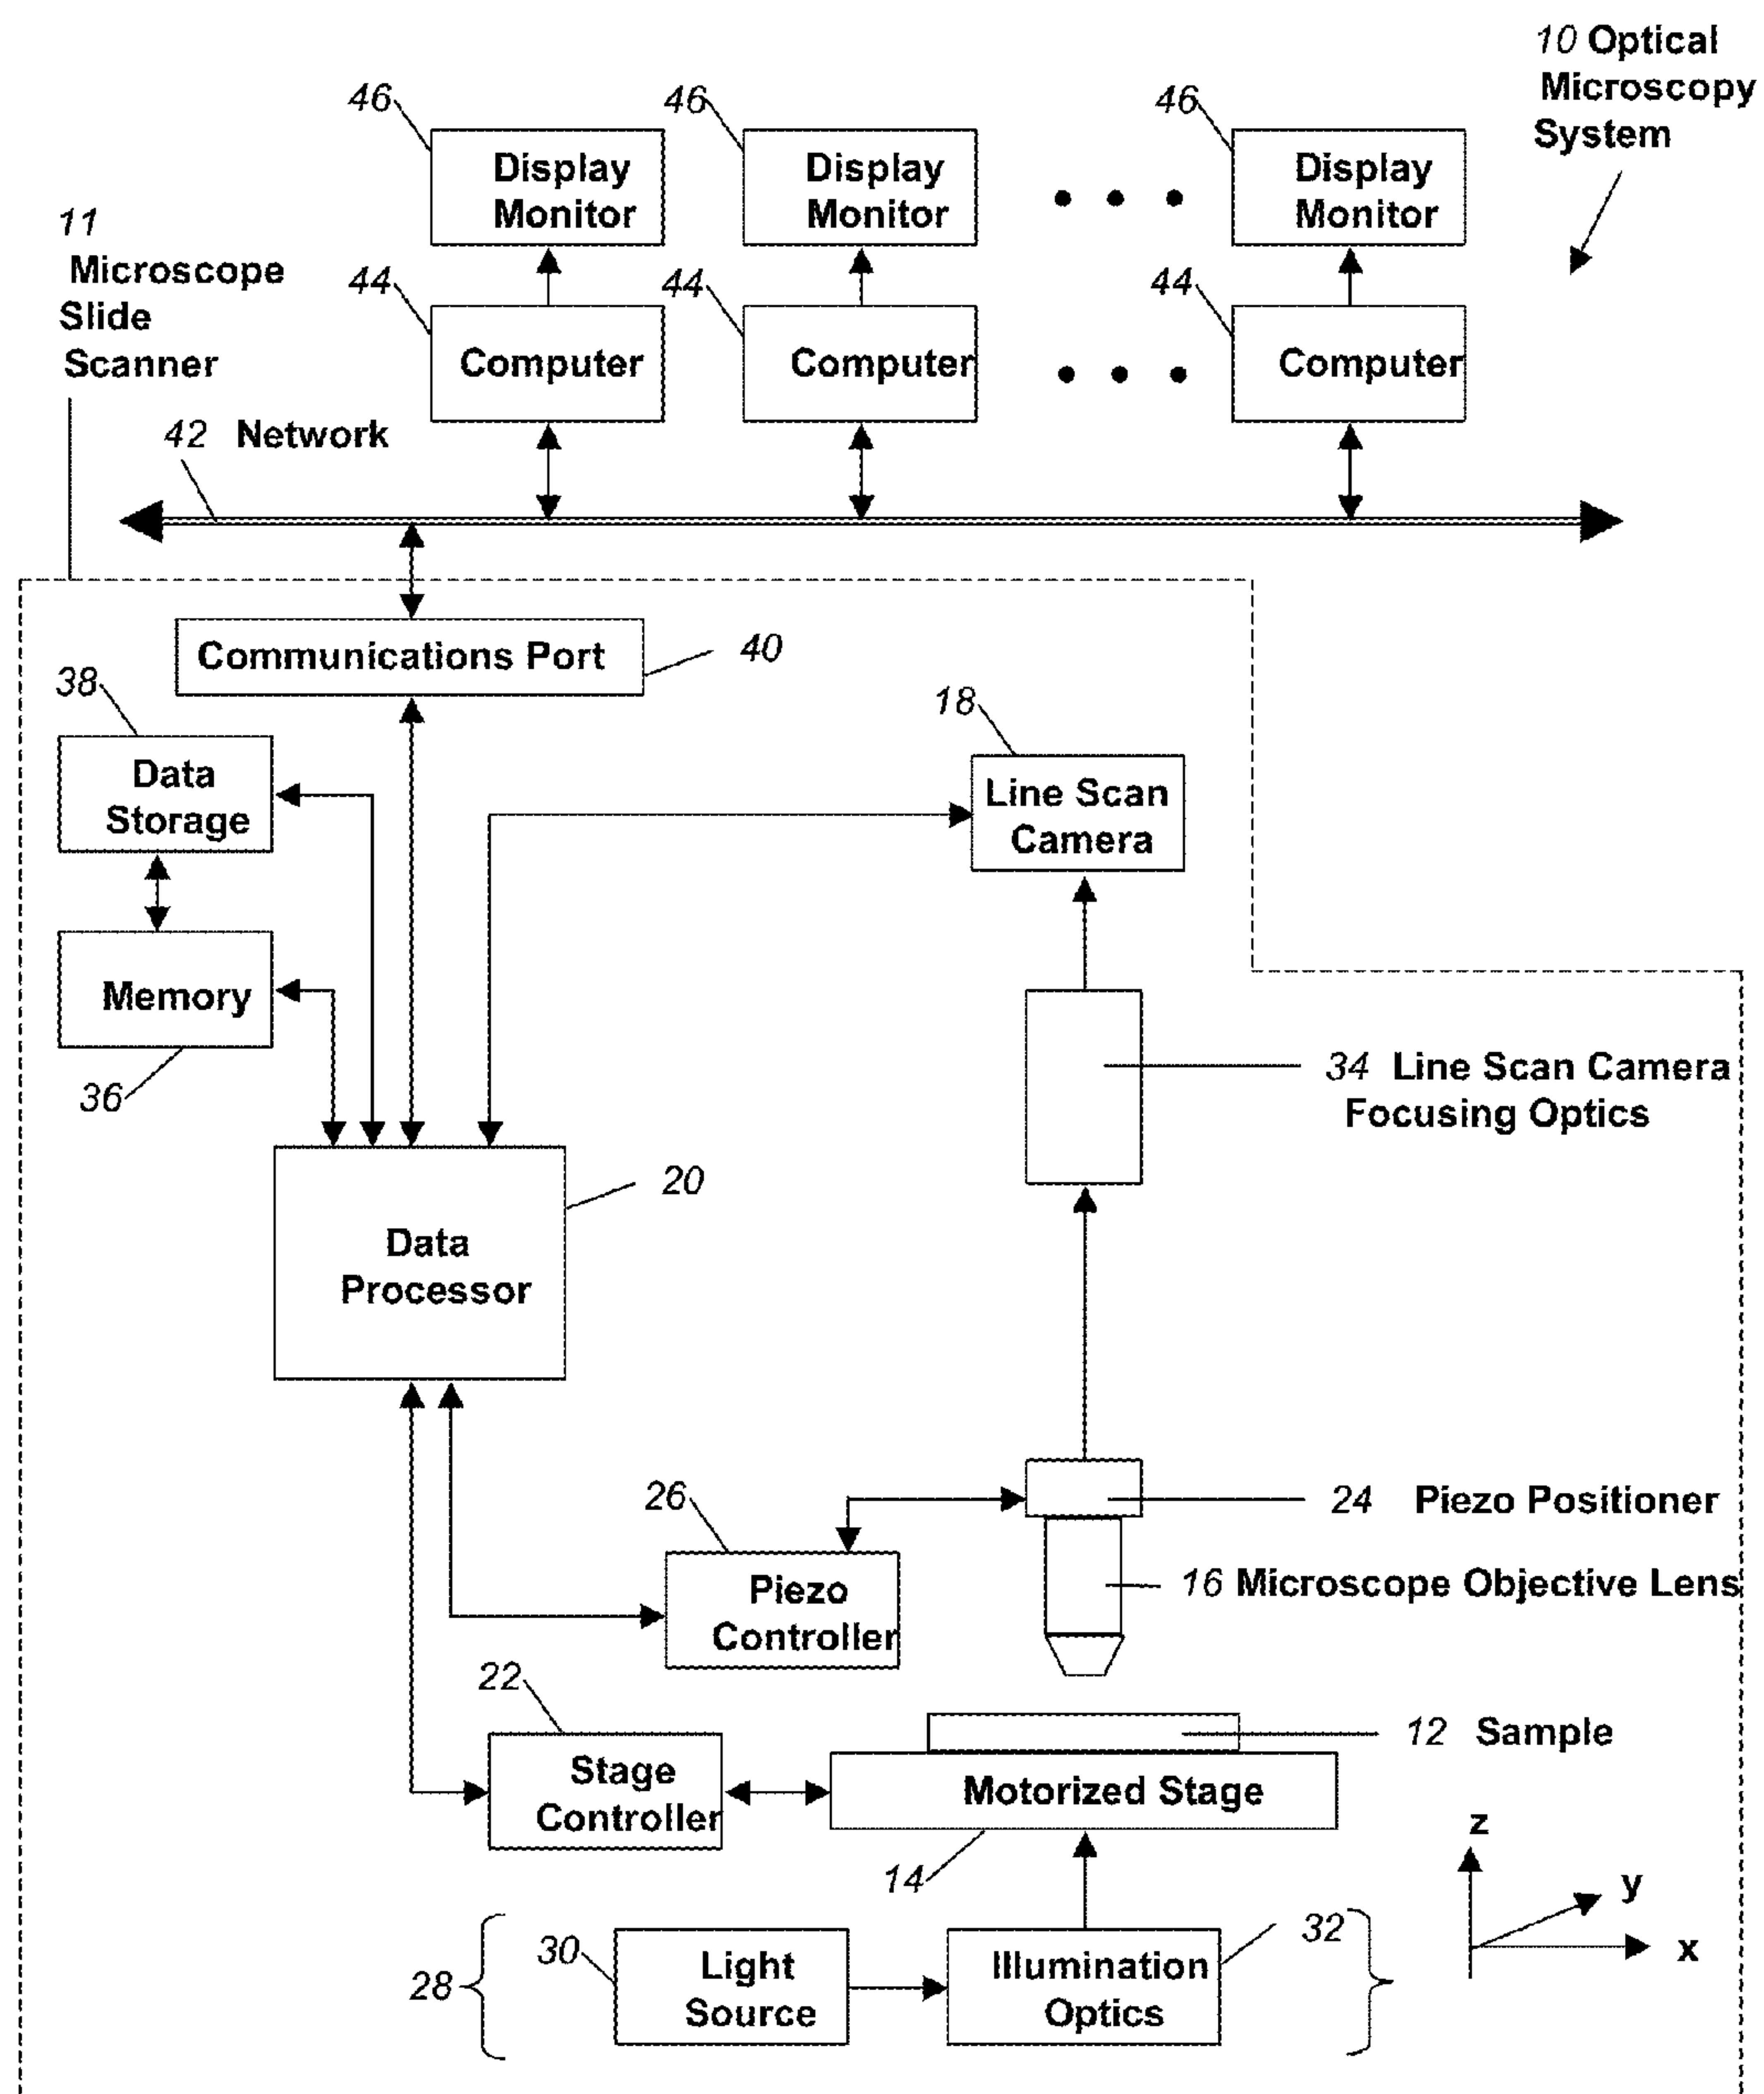 10 Optical
Microscopy
System
46
46
46
Display
Monitor
Display
Monitor
Display
Monitor
11
Microscope
Slide
Scanner
44
44
44
Computer
Computer
Computer
42 Network
Communications Port
40
38
Data
Storage
18
Line Scan
Camera
Memory
36
34 Line Scan Camera
Focusing Optics
20
Data
Processor
26
24 Piezo Positioner
Piezo
Controller
16 Microscope Objective Lens
22
12 Sample
Stage
Controller
Motorized Stage
14
z
y
x
28
30
Light
Source
Illumination
Optics
32